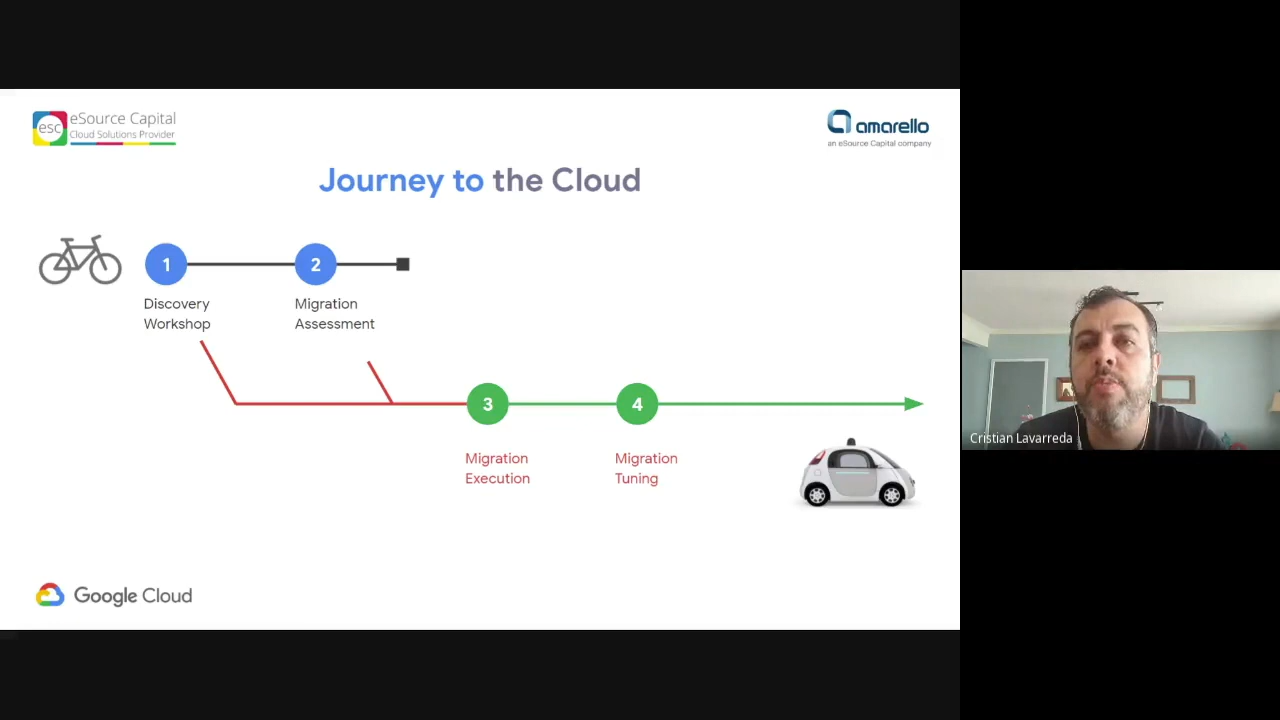 esc
eSource Capital
Cloud Solutions Provider
amarello
an eSource Capital company
Journey to the Cloud
1
2
Discovery
Workshop
Migration
Assessment
3
4
Migration
Execution
Migration
Tuning
Google Cloud
Cristian Lavarreda